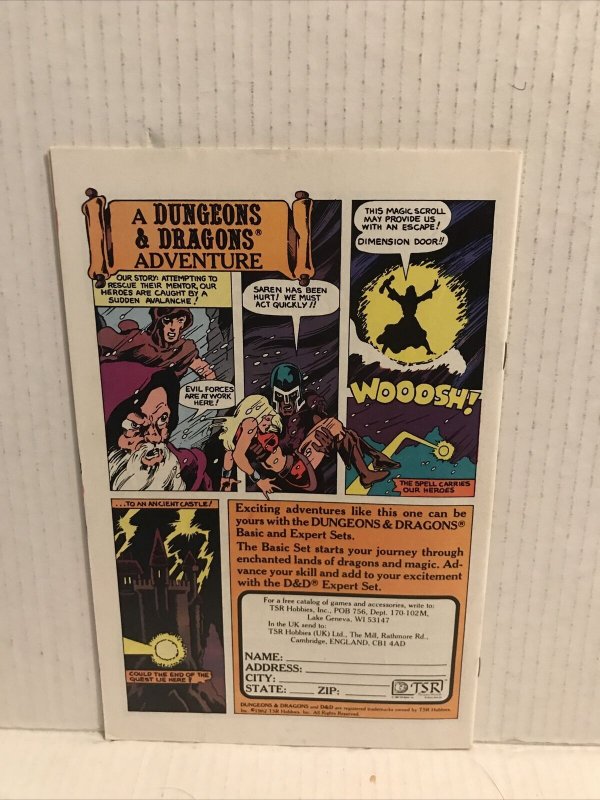 A DUNGEONS
& DRAGONS®
ADVENTURE
OUR STORY: ATTEMPTING TO
RESCUE THEIR MENTOR, OUR
HEROES ARE CAUGHT BY A
SUDDEN AVALANCHE!
EVIL FORCES
ARE AT WORK
HERE!
SAREN HAS BEEN
HURT! WE MUST
ACT QUICKLY!!
THIS MAGIC SCROLL
MAY PROVIDE US
WITH AN ESCAPE!
DIMENSION DOOR!!
WOOOSH!
THE SPELL CARRIES
OUR HEROES
...TO AN ANCIENT CASTLE!
COULD THE END OF THE
QUEST LIE HERE?
Exciting adventures like this one can be
yours with the DUNGEONS & DRAGONS®
Basic and Expert Sets.
The Basic Set starts your journey through
enchanted lands of dragons and magic. Ad-
vance your skill and add to your excitement
with the D&D® Expert Set.
For a free catalog of games and accessories, write to:
TSR Hobbies, Inc., POB 756, Dept. 170-102M,
Lake Geneva, WI 53147
In the UK send to:
TSR Hobbies (UK) Ltd., The Mill, Rathmore Rd.,
Cambridge, ENGLAND, CB1 4AD
NAME:
ADDRESS:
CITY:
STATE: ZIP:
TSR
DUNGEONS & DRAGONS and D&D are registered trademarks owned by TSR Hobbies,
Inc. ©1982 TSR Hobbies, Inc. All Rights Reserved.